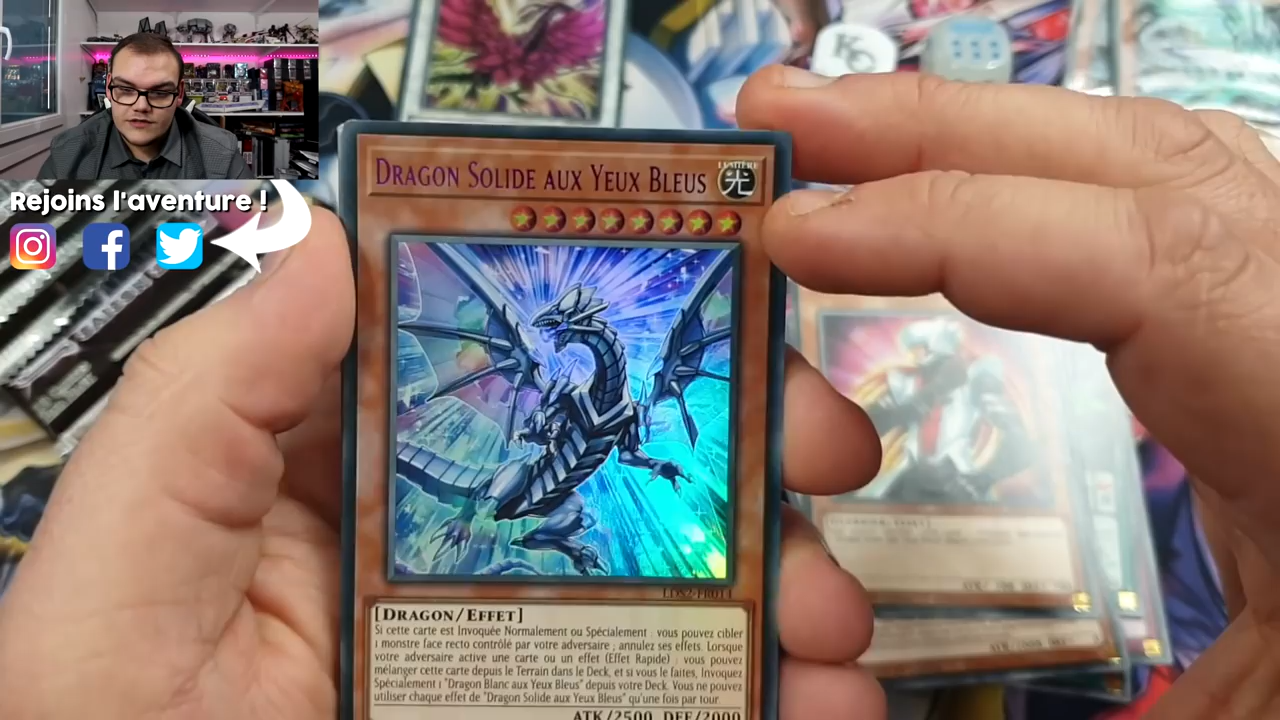 Rejoins l'aventure !
KC
DRAGON SOLIDE AUX YEUX BLEUS
LUMIÈRE
光
LDS2-FR014
[DRAGON/EFFET]
Si cette carte est Invoquée Normalement ou Spécialement : vous pouvez cibler
1 monstre face recto contrôlé par votre adversaire ; annulez ses effets. Lorsque
votre adversaire active une carte ou un effet (Effet Rapide) : vous pouvez
mélanger cette carte depuis le Terrain dans le Deck, et si vous le faites, Invoquez
Spécialement 1 "Dragon Blanc aux Yeux Bleus" depuis votre Deck. Vous ne pouvez
utiliser chaque effet de "Dragon Solide aux Yeux Bleus" qu'une fois par tour.
ATK/2500 DEF/2000